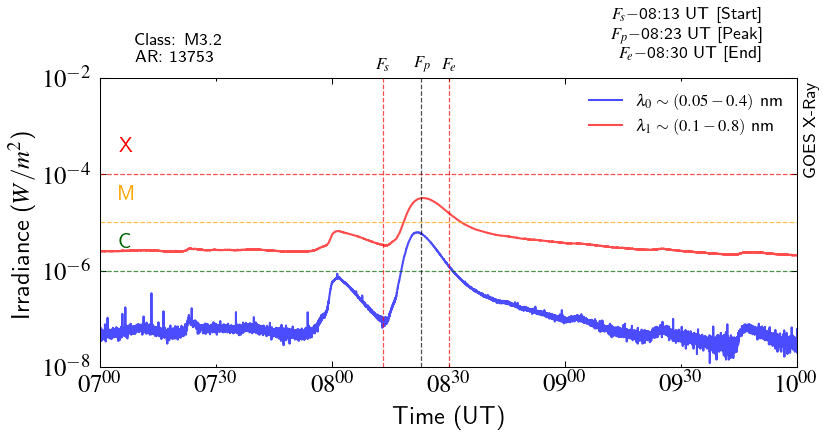 F_s−08:13 UT [Start]
Class: M3.2
F_p−08:23 UT [Peak]
AR: 13753
F_e−08:30 UT [End]
F_s F_p F_e
10^−2
λ_0 ∼ (0.05 − 0.4) nm
λ_1 ∼ (0.1 − 0.8) nm
GOES X-Ray
X
10^−4
M
C
10^−6
10^−8
Irradiance (W/m^2)
07^00 07^30 08^00 08^30 09^00 09^30 10^00
Time (UT)